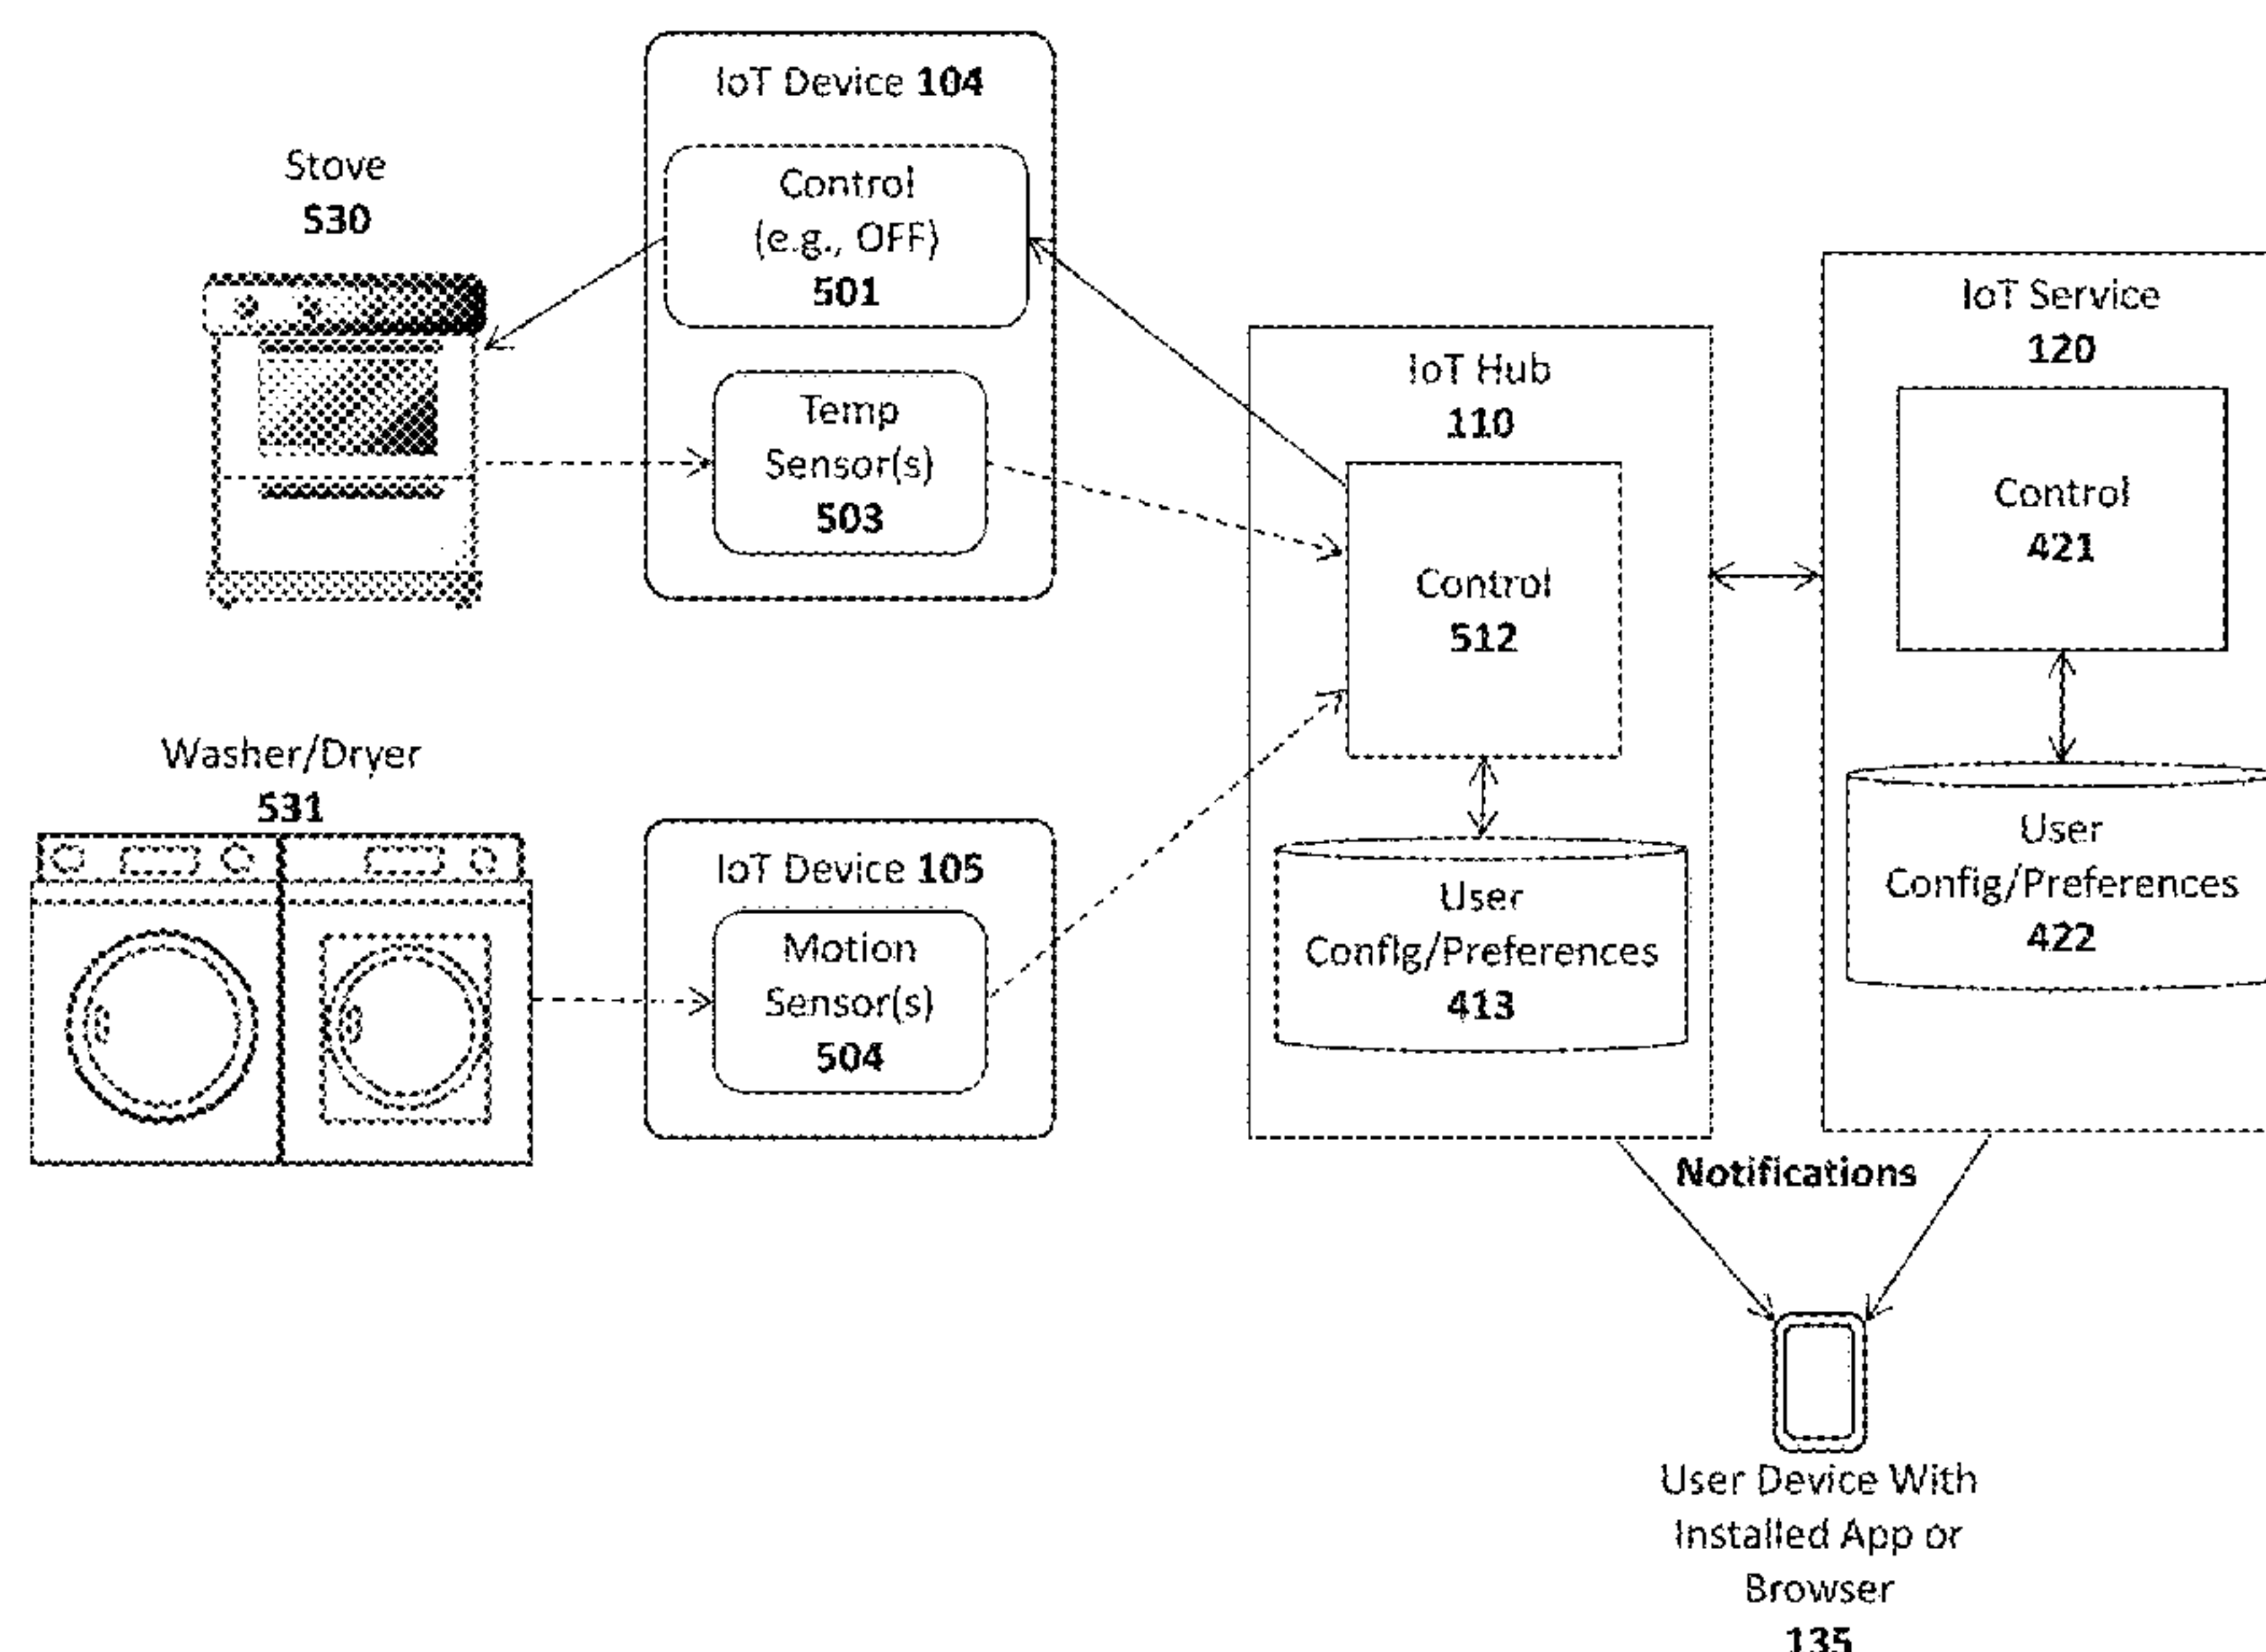 IoT Device 104
Control
(e.g., OFF)
501
Temp
Sensor(s)
503
Stove
530
Washer/Dryer
531
IoT Device 105
Motion
Sensor(s)
504
IoT Hub
110
Control
512
User
Config/Preferences
413
IoT Service
120
Control
421
User
Config/Preferences
422
Notifications
User Device With
Installed App or
Browser
135